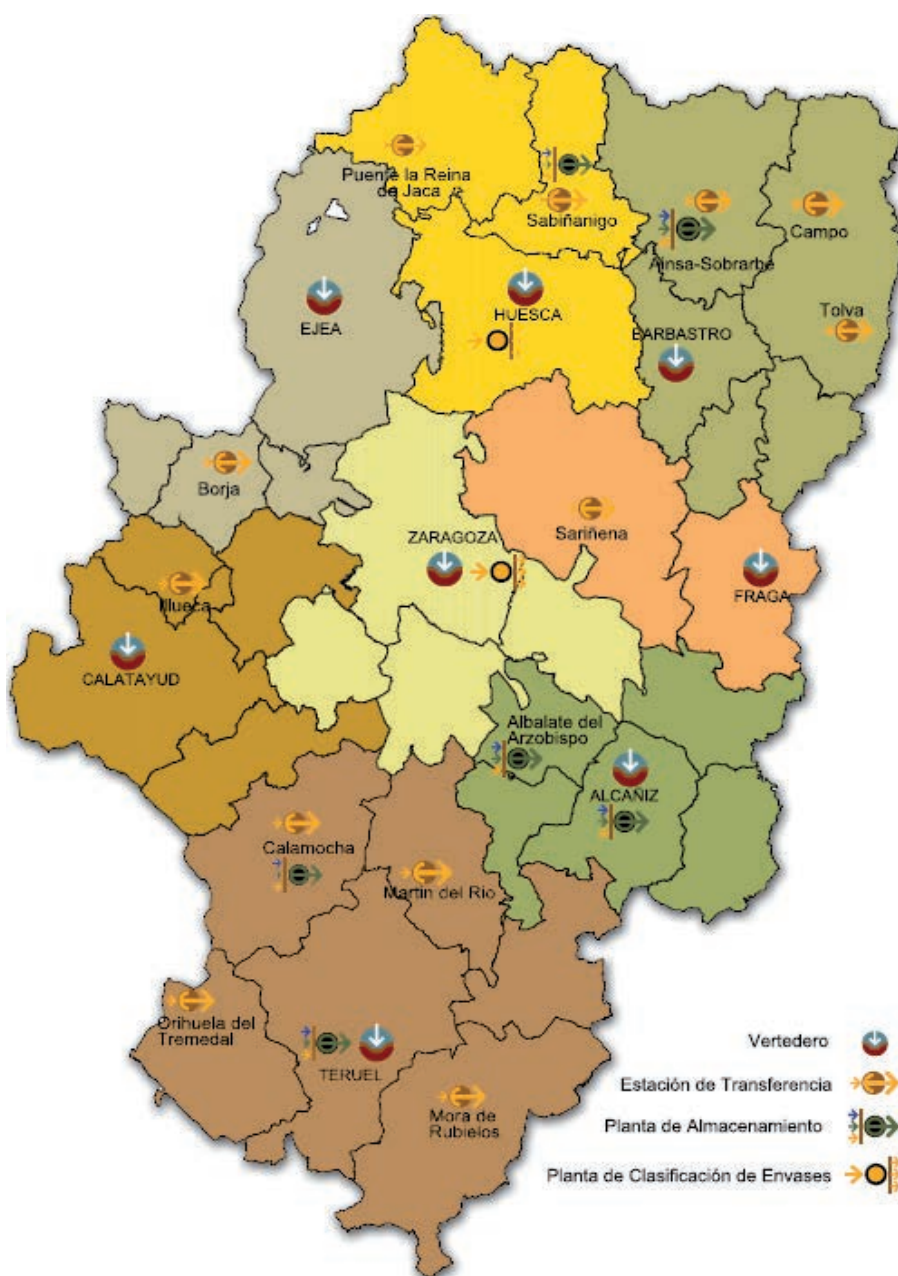 Puente la Reina
de Jaca
Sabiñanigo
Campo
Ainsa-Sobrarbe
EJEA
HUESCA
Tolva
BARBASTRO
Borja
Sariñena
ZARAGOZA
Illueca
FRAGA
CALATAYUD
Albalate del
Arzobispo
ALCAÑIZ
Calamocha
Martin del Rio
Orihuela del
Tremedal
TERUEL
Mora de
Rubielos
Vertedero
Estación de Transferencia
Planta de Almacenamiento
Planta de Clasificación de Envases